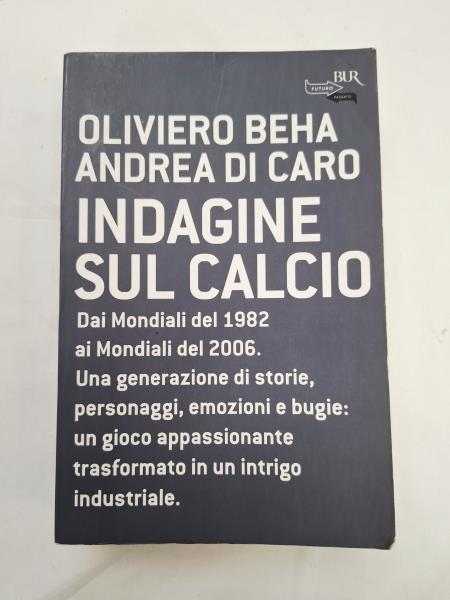 BUR
FUTURO
PASSATO
OLIVIERO BEHA
ANDREA DI CARO
INDAGINE
SUL CALCIO
Dai Mondiali del 1982
ai Mondiali del 2006.
Una generazione di storie,
personaggi, emozioni e bugie:
un gioco appassionante
trasformato in un intrigo
industriale.